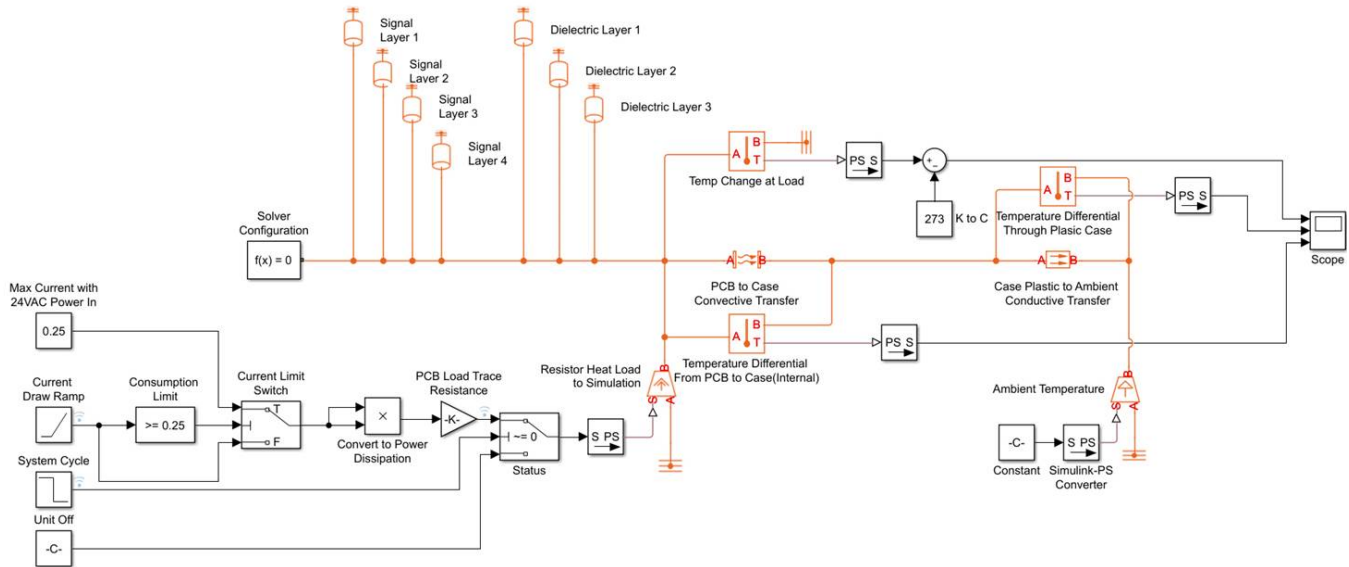 Signal
Layer 1
Signal
Layer 2
Signal
Layer 3
Signal
Layer 4
Dielectric Layer 1
Dielectric Layer 2
Dielectric Layer 3
A
B
T
Temp Change at Load
PS S
+
-
273
K to C
A
B
T
Temperature Differential
Through Plasic Case
PS S
Scope
Solver
Configuration
f(x) = 0
A
B
PCB to Case
Convective Transfer
A
B
Case Plastic to Ambient
Conductive Transfer
A
B
T
Temperature Differential
From PCB to Case(Internal)
PS S
Max Current with
24VAC Power In
0.25
Current
Draw Ramp
Consumption
Limit
>= 0.25
Current Limit
Switch
T
F
×
Convert to Power
Dissipation
PCB Load Trace
Resistance
-K-
~= 0
Status
S PS
Resistor Heat Load
to Simulation
B
S
A
System Cycle
Unit Off
-C-
Ambient Temperature
B
S
A
-C-
Constant
S PS
Simulink-PS
Converter